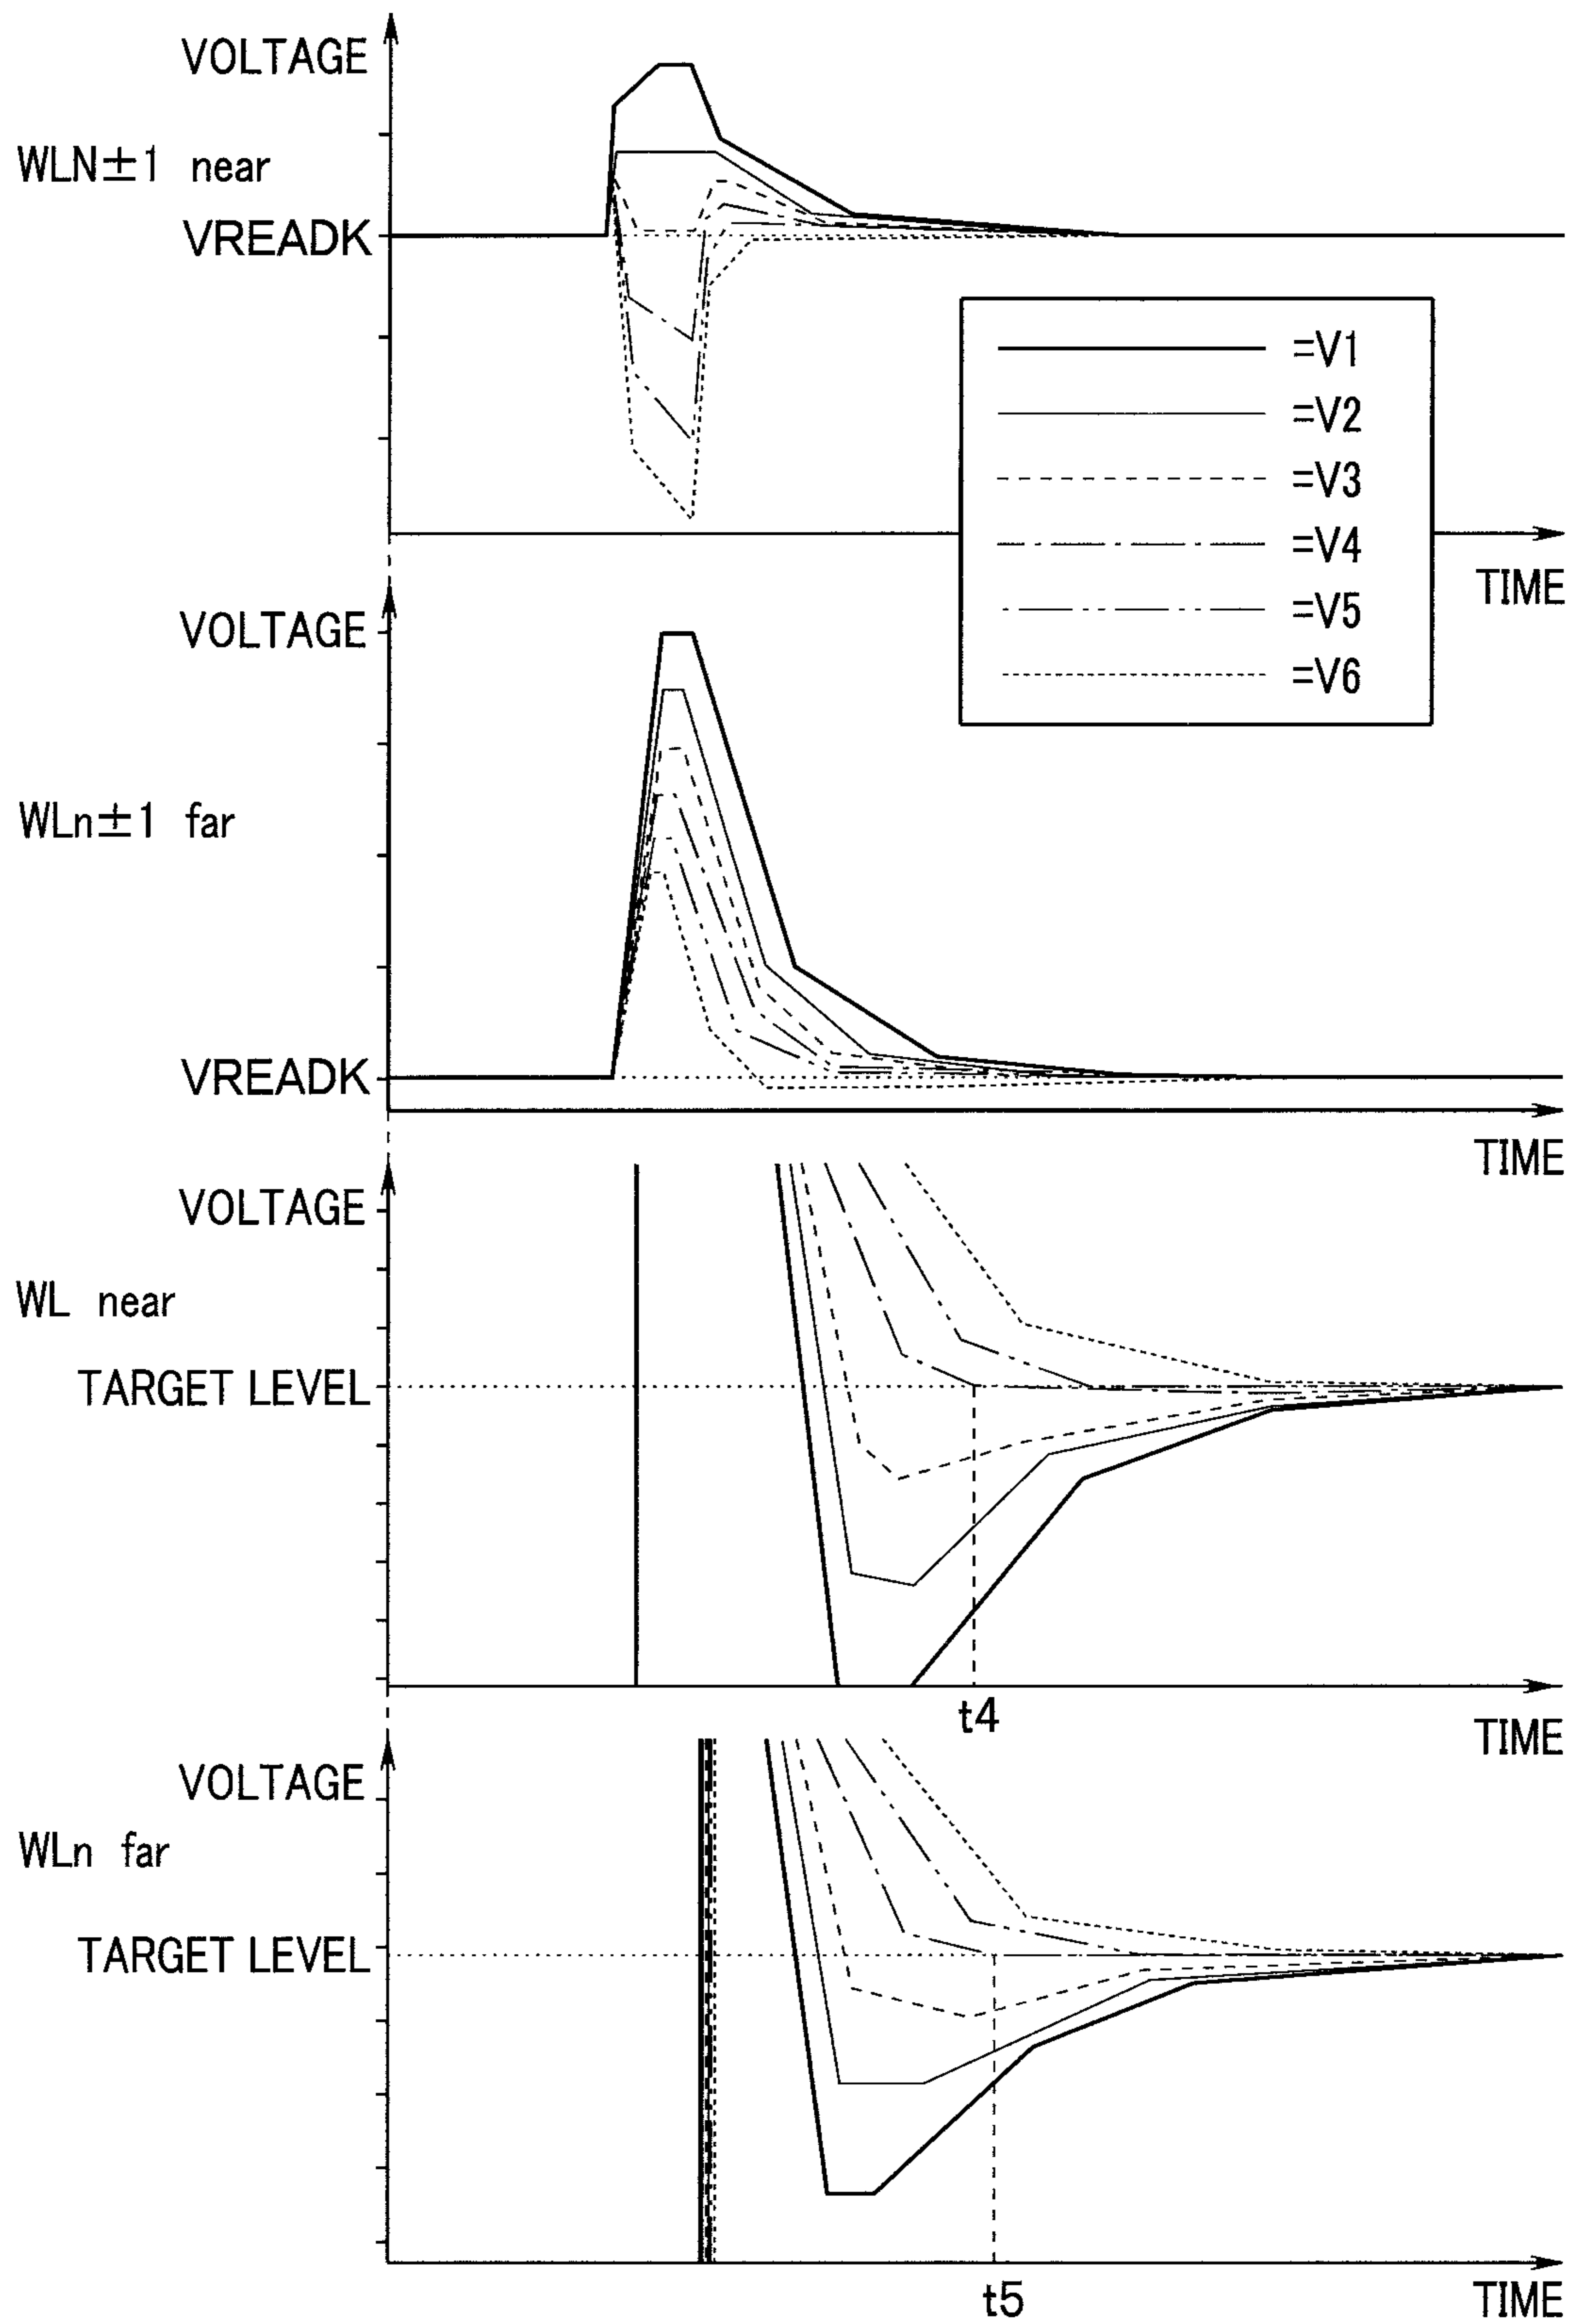 VOLTAGE
WLN±1 near
VREADK
=V1
=V2
=V3
=V4
=V5
=V6
TIME
VOLTAGE
WLn±1 far
VREADK
TIME
VOLTAGE
WL near
TARGET LEVEL
t4
TIME
VOLTAGE
WLn far
TARGET LEVEL
t5
TIME